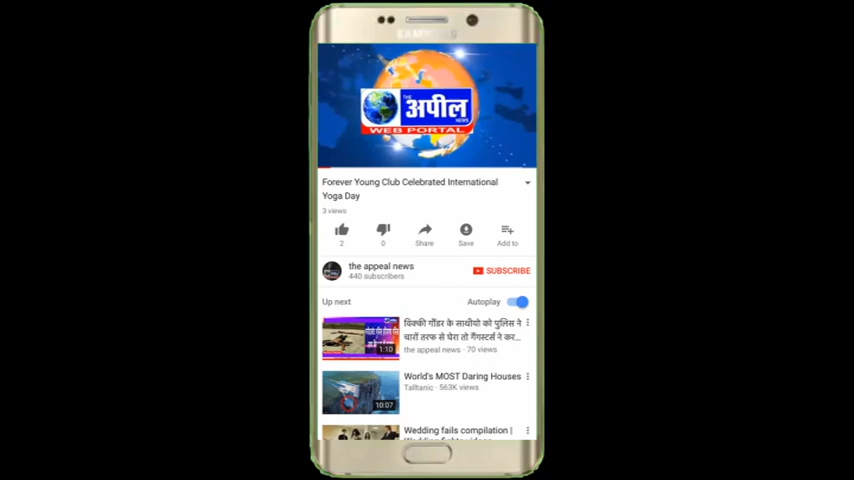 SAMSUNG
THE
अपील
NEWS
WEB PORTAL
Forever Young Club Celebrated International
Yoga Day
3 views
2
0
Share
Save
Add to
the appeal news
440 subscribers
SUBSCRIBE
Up next
Autoplay
विक्की गौंडर के साथीयो को पुलिस ने
चारों तरफ से घेरा तो गैंगस्टर्स ने कर...
the appeal news · 70 views
1:10
World's MOST Daring Houses
Talltanic · 563K views
10:07
Wedding fails compilation |